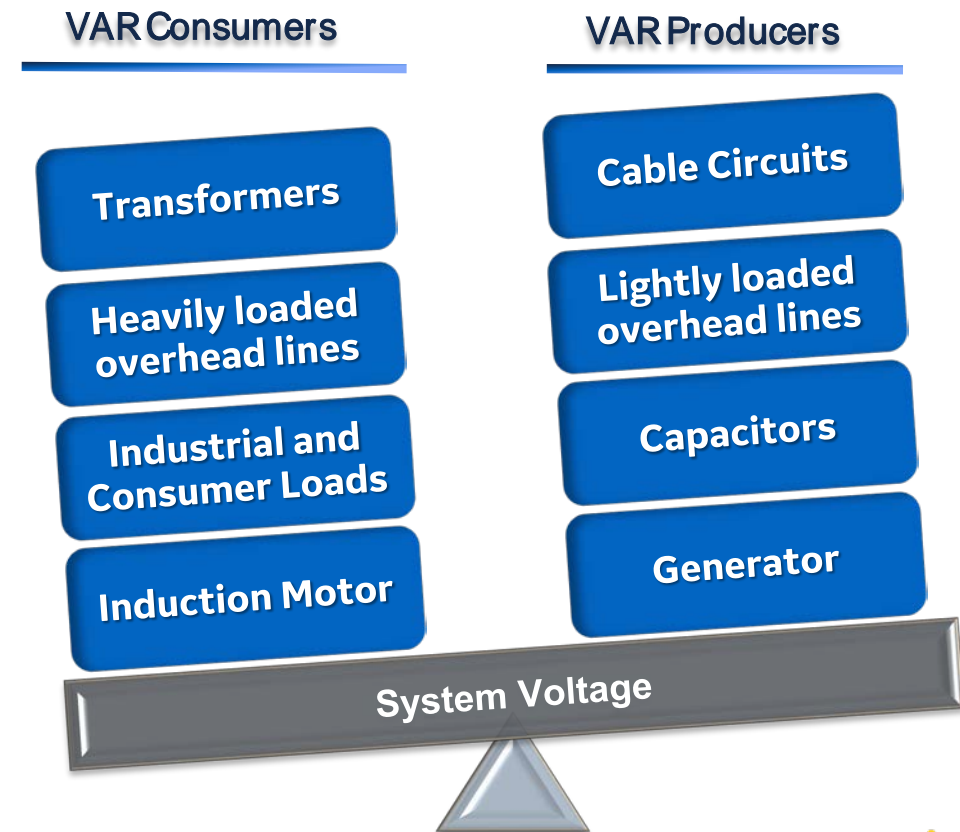 VAR Consumers
Transformers
Heavily loaded
overhead lines
Industrial and
Consumer Loads
Induction Motor
VAR Producers
Cable Circuits
Lightly loaded
overhead lines
Capacitors
Generator
System Voltage